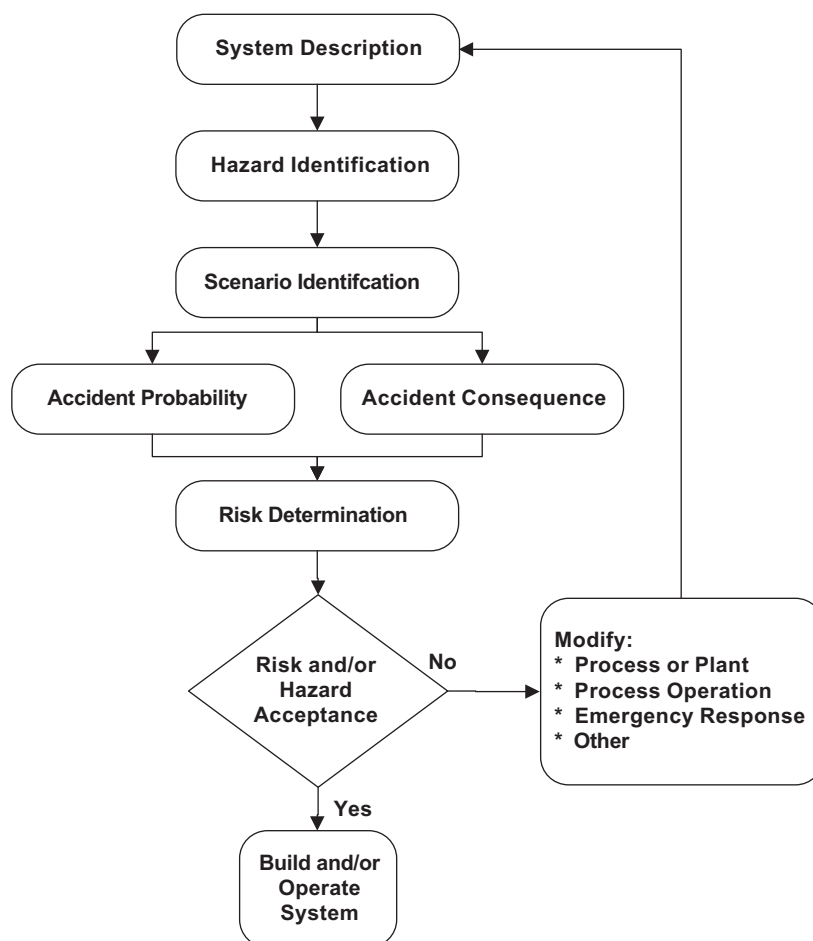 System Description
Hazard Identification
Scenario Identifcation
Accident Probability
Accident Consequence
Risk Determination
Risk and/or
Hazard
Acceptance
No
Modify:
* Process or Plant
* Process Operation
* Emergency Response
* Other
Yes
Build and/or
Operate
System